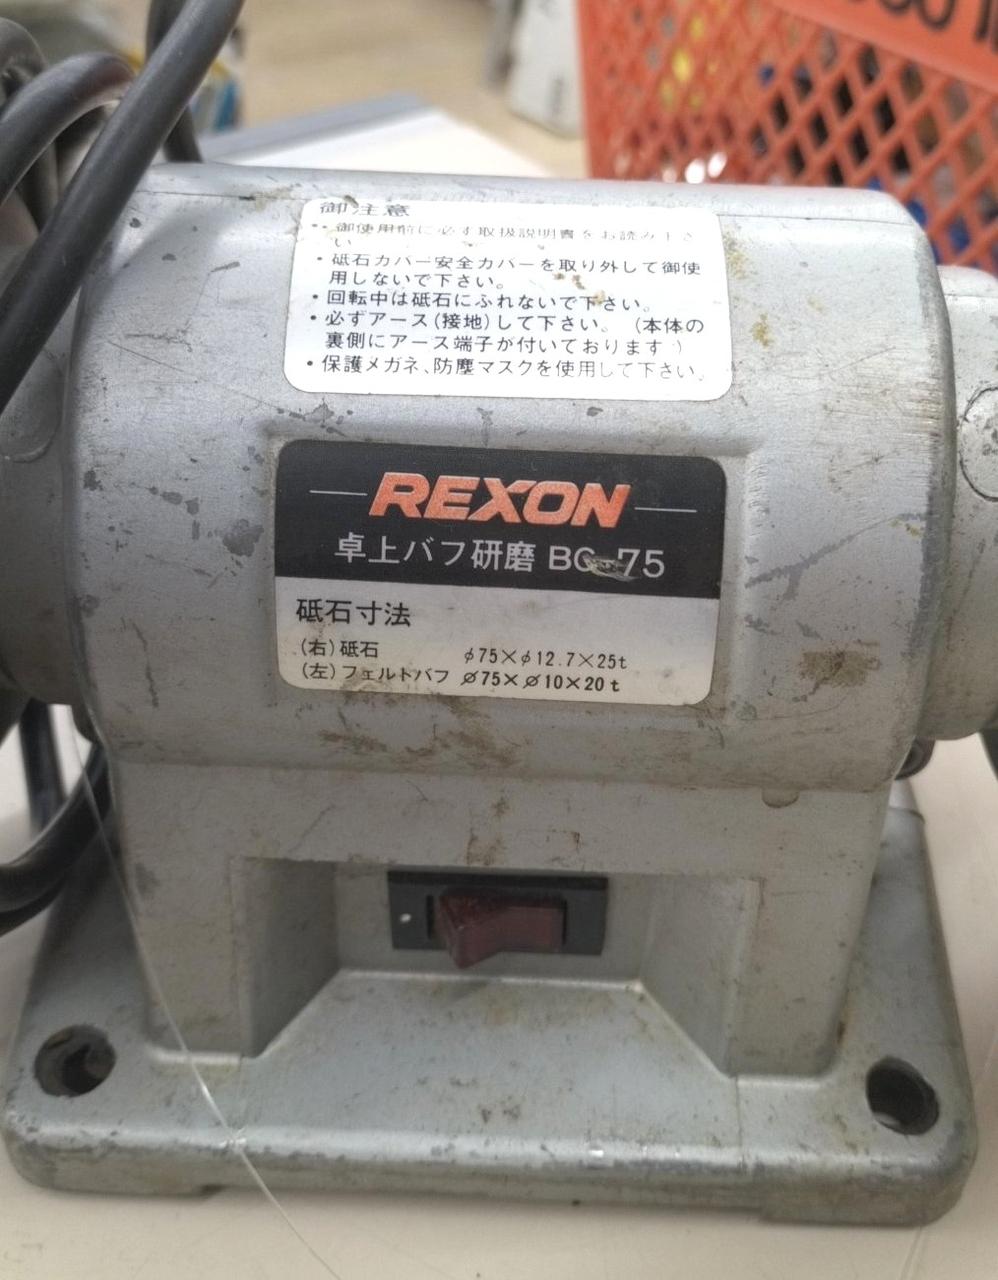 御注意
・御使用前に必ず取扱説明書をお読み下さ
い
・砥石カバー安全カバーを取り外して御使
用しないで下さい。
・回転中は砥石にふれないで下さい。
・必ずアース(接地)して下さい。（本体の
裏側にアース端子が付いております）
・保護メガネ、防塵マスクを使用して下さい。
REXON
卓上バフ研磨 BG-75
砥石寸法
(右)砥石 φ75×φ12.7×25t
(左)フェルトバフ φ75×φ10×20t